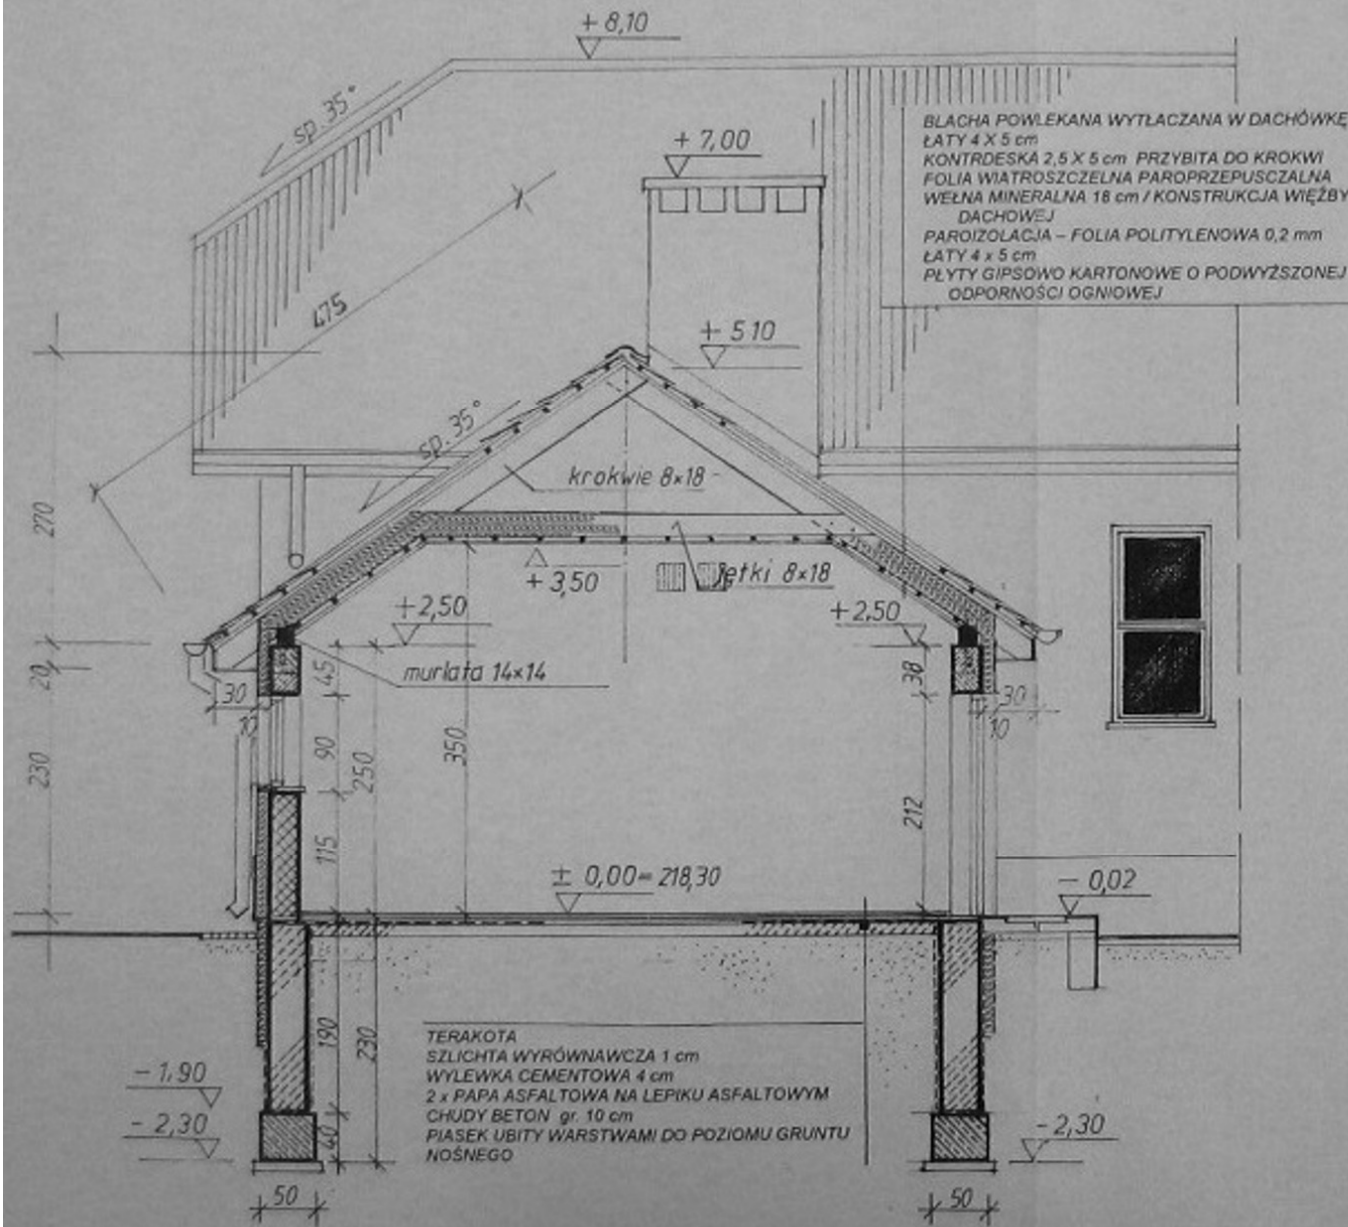 + 8,10
sp. 35°
+ 7,00
BLACHA POWLEKANA WYTŁACZANA W DACHÓWKĘ
ŁATY 4 X 5 cm
KONTRDESKA 2,5 X 5 cm PRZYBITA DO KROKWI
FOLIA WIATROSZCZELNA PAROPRZEPUSCZALNA
WEŁNA MINERALNA 18 cm / KONSTRUKCJA WIĘŹBY
DACHOWEJ
PAROIZOLACJA – FOLIA POLITYLENOWA 0,2 mm
ŁATY 4 x 5 cm
PŁYTY GIPSOWO KARTONOWE O PODWYŻSZONEJ
ODPORNOŚCI OGNIOWEJ
475
+ 5 10
sp. 35°
krokwie 8×18
270
+ 3,50
jętki 8×18
+2,50
+2,50
murłata 14×14
20
45
38
30
30
10
10
230
90
250
350
212
115
± 0,00= 218,30
– 0,02
190
230
TERAKOTA
SZLICHTA WYRÓWNAWCZA 1 cm
WYLEWKA CEMENTOWA 4 cm
2 x PAPA ASFALTOWA NA LEPIKU ASFALTOWYM
CHUDY BETON gr. 10 cm
PIASEK UBITY WARSTWAMI DO POZIOMU GRUNTU
NOŚNEGO
– 1,90
– 2,30
40
– 2,30
50
50